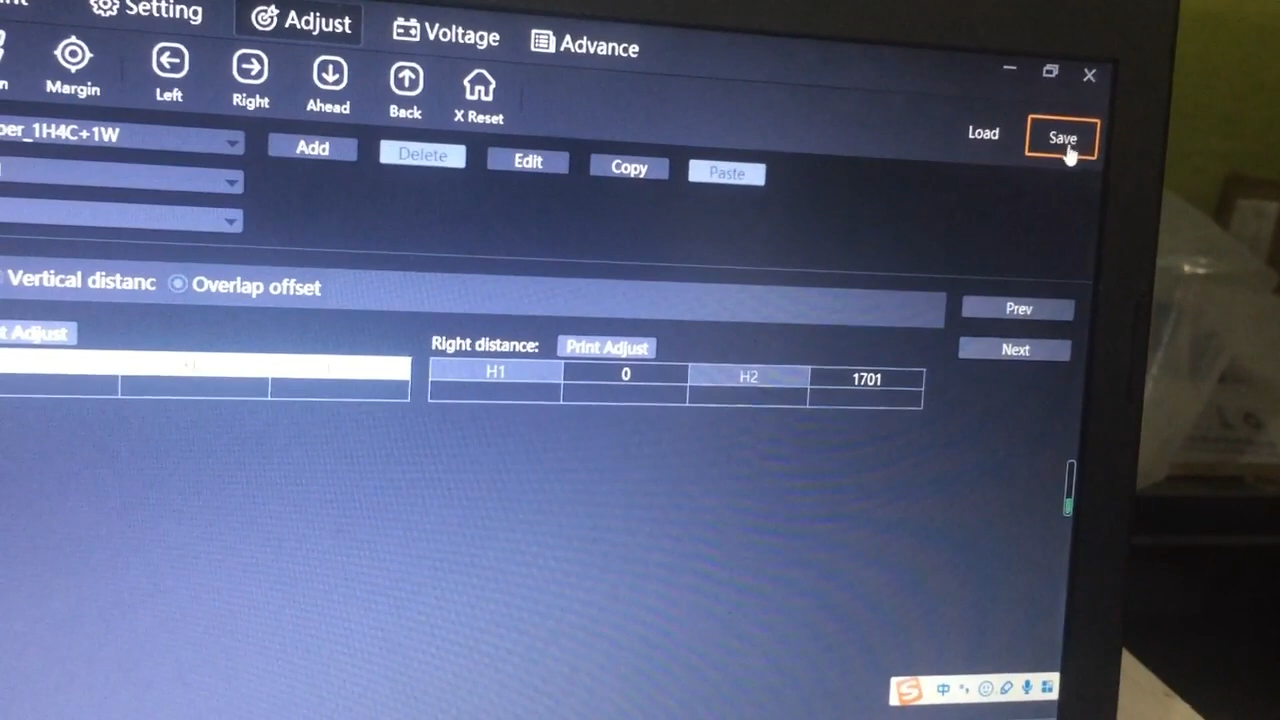 Setting Adjust Voltage Advance
Margin Left Right Ahead Back X Reset
Load Save
per_1H4C+1W Add Delete Edit Copy Paste
Vertical distanc Overlap offset
Prev
t Adjust Right distance: Print Adjust Next
H1 0 H2 1701
S 中